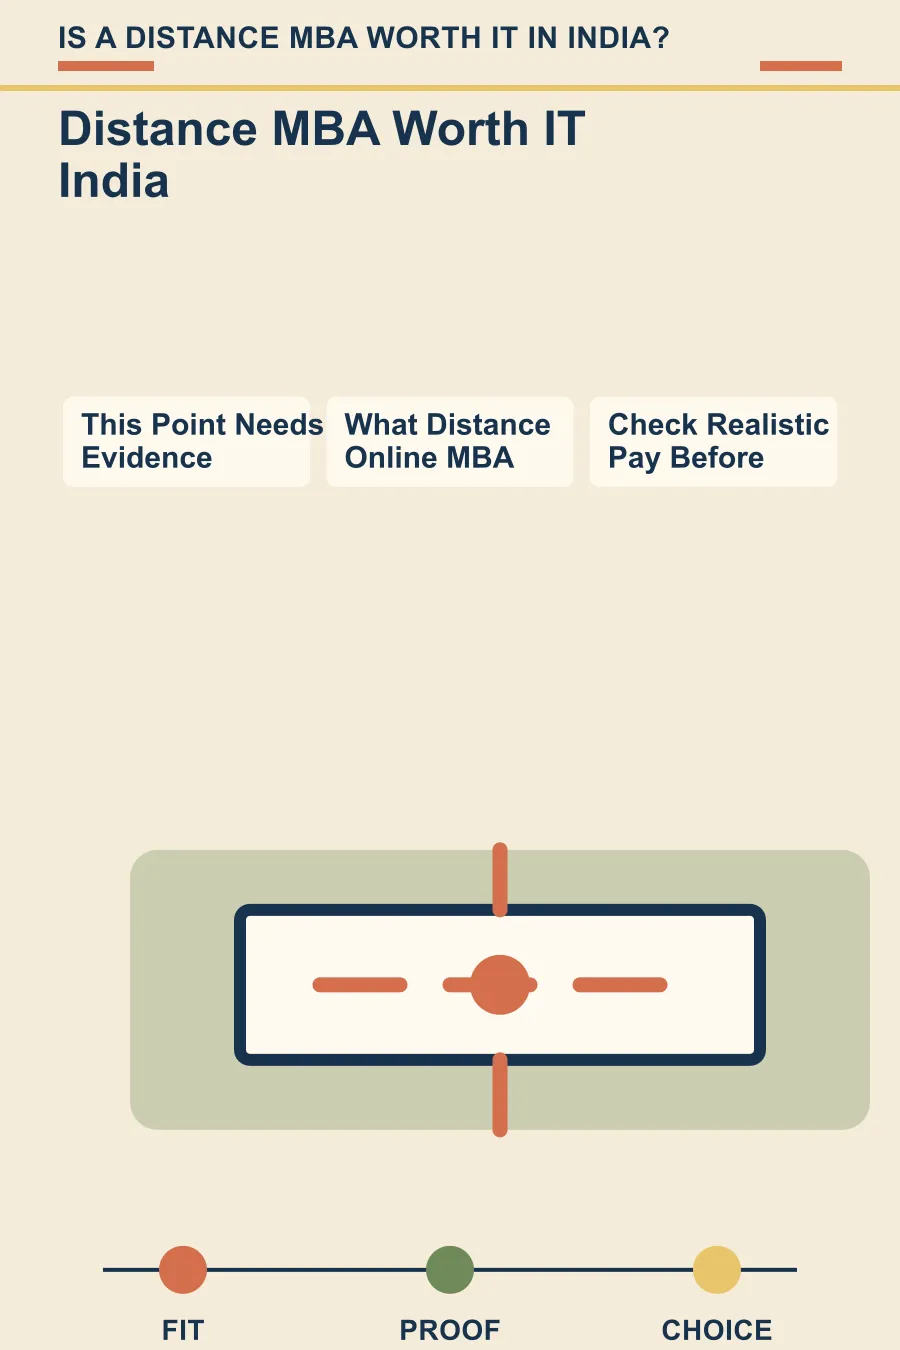 IS A DISTANCE MBA WORTH IT IN INDIA?
Distance MBA Worth IT
India
This Point Needs
Evidence
What Distance
Online MBA
Check Realistic
Pay Before
FIT
PROOF
CHOICE